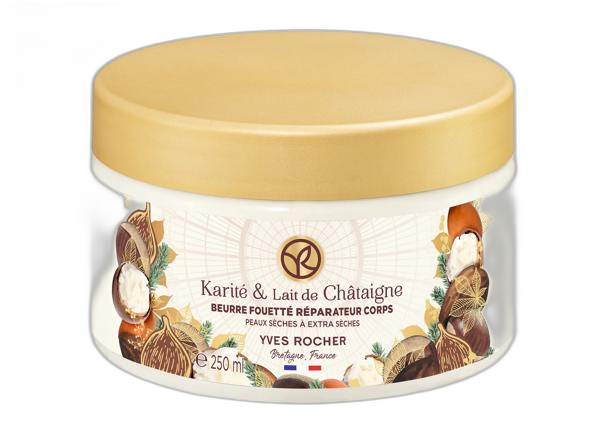 Karité & Lait de Châtaigne
BEURRE FOUETTÉ RÉPARATEUR CORPS
PEAUX SÈCHES À EXTRA SÈCHES
YVES ROCHER
Bretagne, France
℮ 250 ml